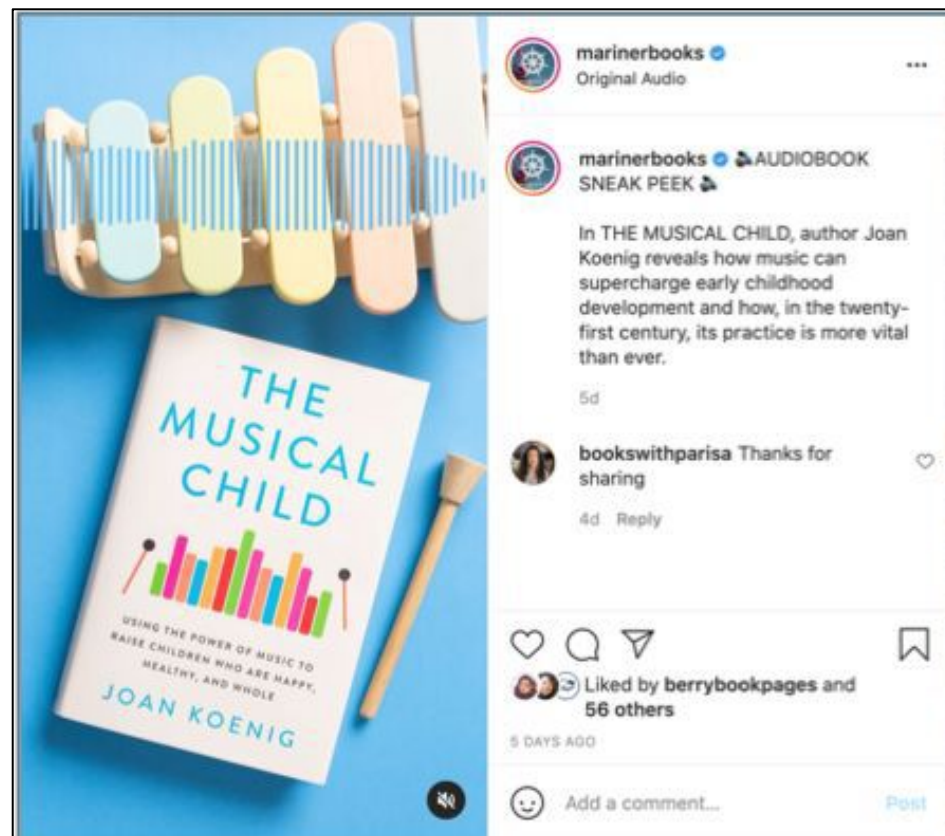 THE
MUSICAL
CHILD
USING THE POWER OF MUSIC TO
RAISE CHILDREN WHO ARE HAPPY,
HEALTHY, AND WHOLE
JOAN KOENIG
marinerbooks
Original Audio
marinerbooks AUDIOBOOK
SNEAK PEEK
In THE MUSICAL CHILD, author Joan
Koenig reveals how music can
supercharge early childhood
development and how, in the twenty-
first century, its practice is more vital
than ever.
5d
bookswithparisa Thanks for
sharing
4d Reply
Liked by berrybookpages and
56 others
5 DAYS AGO
Add a comment...
Post